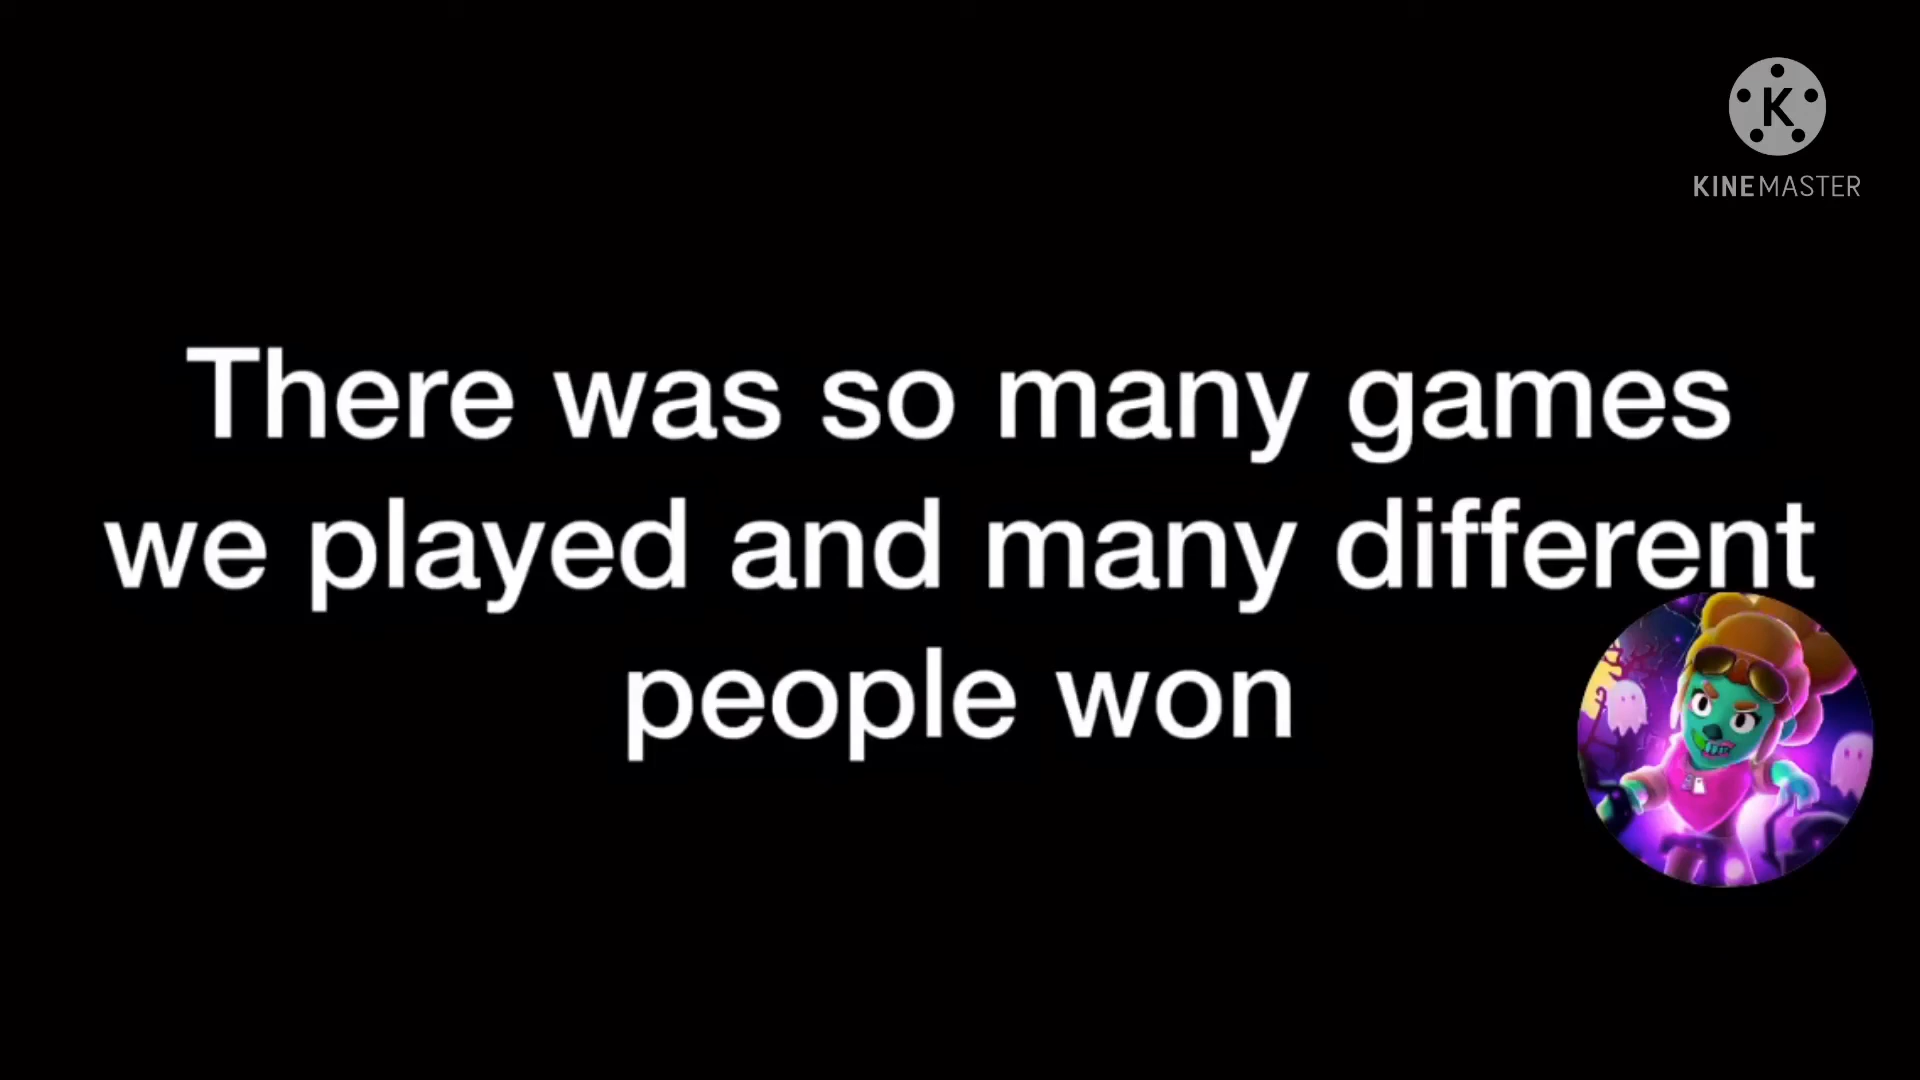 K
KINEMASTER
There was so many games
we played and many different
people won